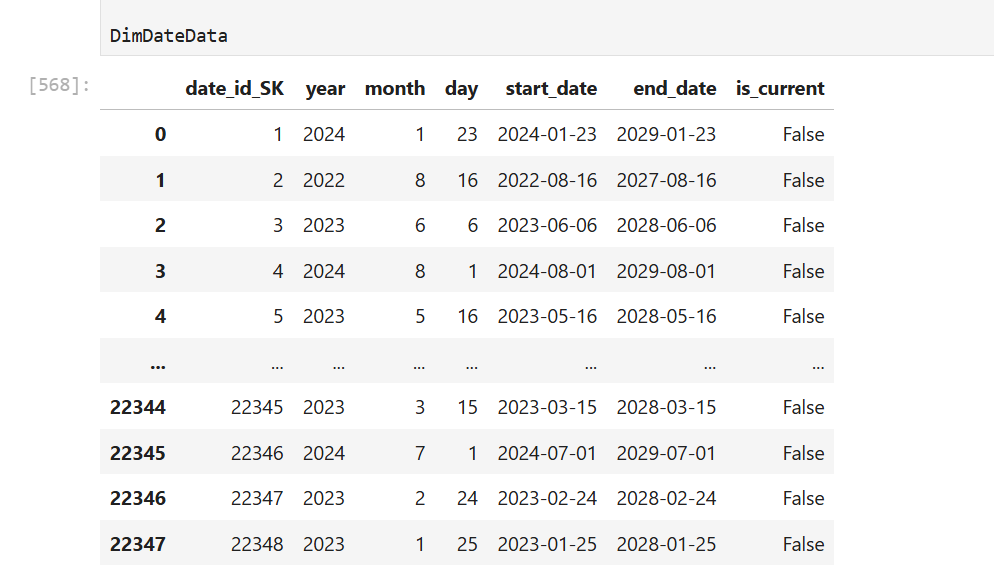 DimDateData
[568]:
date_id_SK year month day start_date end_date is_current
0 1 2024 1 23 2024-01-23 2029-01-23 False
1 2 2022 8 16 2022-08-16 2027-08-16 False
2 3 2023 6 6 2023-06-06 2028-06-06 False
3 4 2024 8 1 2024-08-01 2029-08-01 False
4 5 2023 5 16 2023-05-16 2028-05-16 False
... ... ... ... ... ... ... ...
22344 22345 2023 3 15 2023-03-15 2028-03-15 False
22345 22346 2024 7 1 2024-07-01 2029-07-01 False
22346 22347 2023 2 24 2023-02-24 2028-02-24 False
22347 22348 2023 1 25 2023-01-25 2028-01-25 False